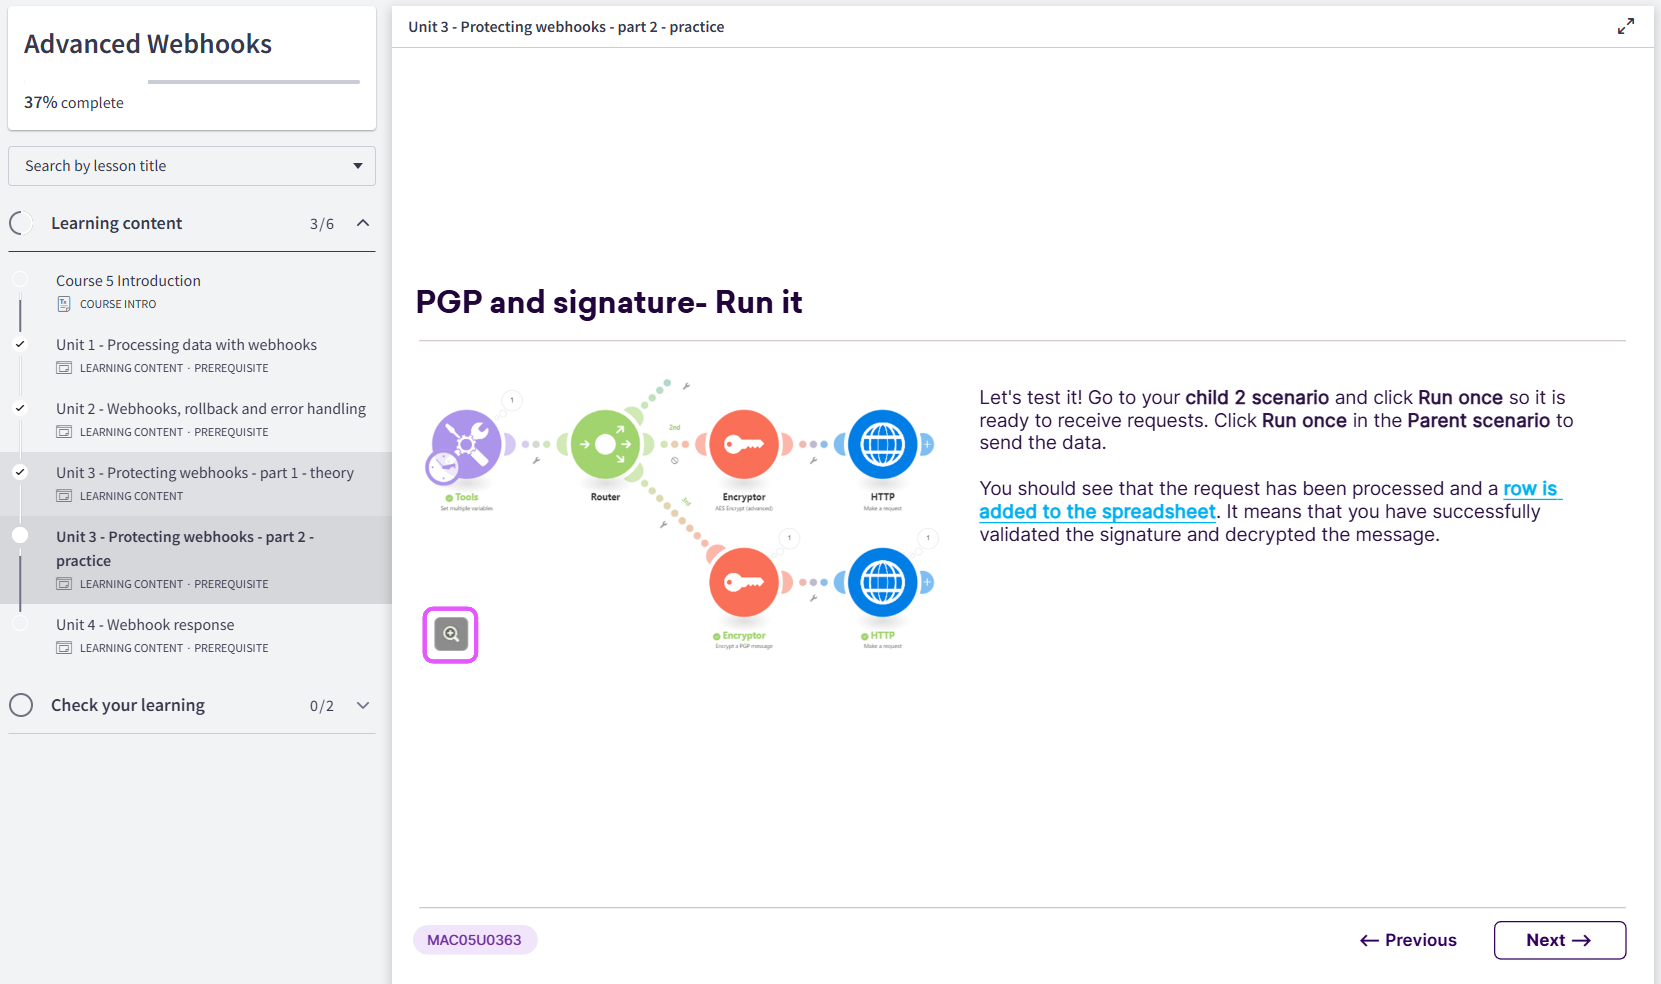 Advanced Webhooks
37% complete
Search by lesson title
Learning content 3/6
Course 5 Introduction
COURSE INTRO
Unit 1 - Processing data with webhooks
LEARNING CONTENT · PREREQUISITE
Unit 2 - Webhooks, rollback and error handling
LEARNING CONTENT · PREREQUISITE
Unit 3 - Protecting webhooks - part 1 - theory
LEARNING CONTENT
Unit 3 - Protecting webhooks - part 2 -
practice
LEARNING CONTENT · PREREQUISITE
Unit 4 - Webhook response
LEARNING CONTENT · PREREQUISITE
Check your learning 0/2
Unit 3 - Protecting webhooks - part 2 - practice
PGP and signature- Run it
1
2nd
Tools
Set multiple variables
Router
Encryptor
AES Encrypt (advanced)
HTTP
Make a request
3rd
1
1
Encryptor
Encrypt a PGP message
HTTP
Make a request
Let's test it! Go to your child 2 scenario and click Run once so it is
ready to receive requests. Click Run once in the Parent scenario to
send the data.
You should see that the request has been processed and a row is
added to the spreadsheet. It means that you have successfully
validated the signature and decrypted the message.
MAC05U0363
← Previous
Next →